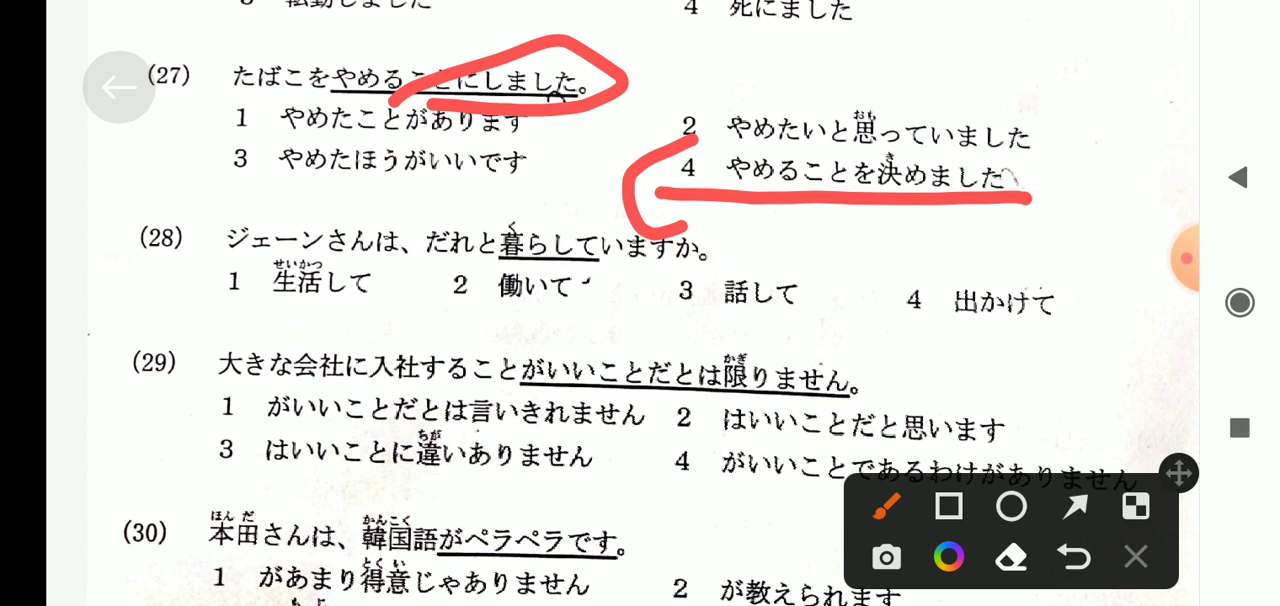 3 転勤しました 4 死にました
(27) たばこをやめることにしました。
1 やめたことがあります 2 やめたいと思っていました
3 やめたほうがいいです 4 やめることを決めました
(28) ジェーンさんは、だれと暮らしていますか。
1 生活して 2 働いて 3 話して 4 出かけて
(29) 大きな会社に入社することがいいことだとは限りません。
1 がいいことだとは言いきれません 2 はいいことだと思います
3 はいいことに違いありません 4 がいいことであるわけがありません
(30) 本田さんは、韓国語がペラペラです。
1 があまり得意じゃありません 2 が教えられます